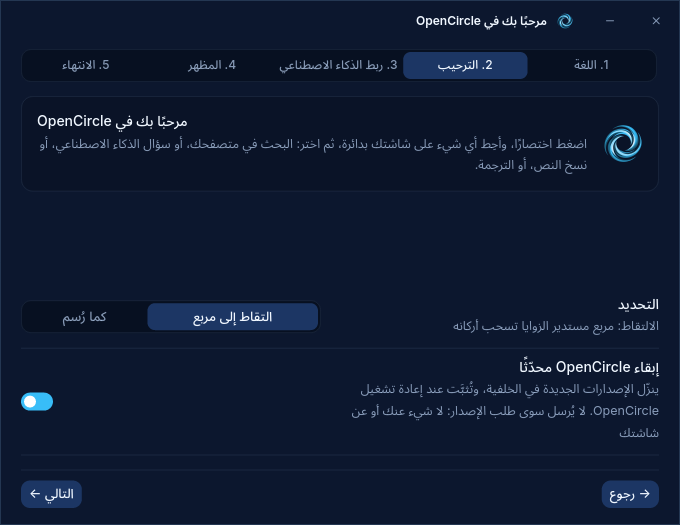 مرحبًا بك في OpenCircle
1. اللغة
2. الترحيب
3. ربط الذكاء الاصطناعي
4. المظهر
5. الانتهاء
مرحبًا بك في OpenCircle
اضغط اختصارًا، وأحِط أي شيء على شاشتك بدائرة، ثم اختر: البحث في متصفحك، أو سؤال الذكاء الاصطناعي، أو
نسخ النص، أو الترجمة.
التحديد
الالتقاط: مربع مستدير الزوايا تسحب أركانه
التقاط إلى مربع
كما رُسم
إبقاء OpenCircle محدّثًا
ينزّل الإصدارات الجديدة في الخلفية، وتُثبَّت عند إعادة تشغيل
OpenCircle. لا يُرسل سوى طلب الإصدار: لا شيء عنك أو عن
شاشتك
→ رجوع
التالي ←